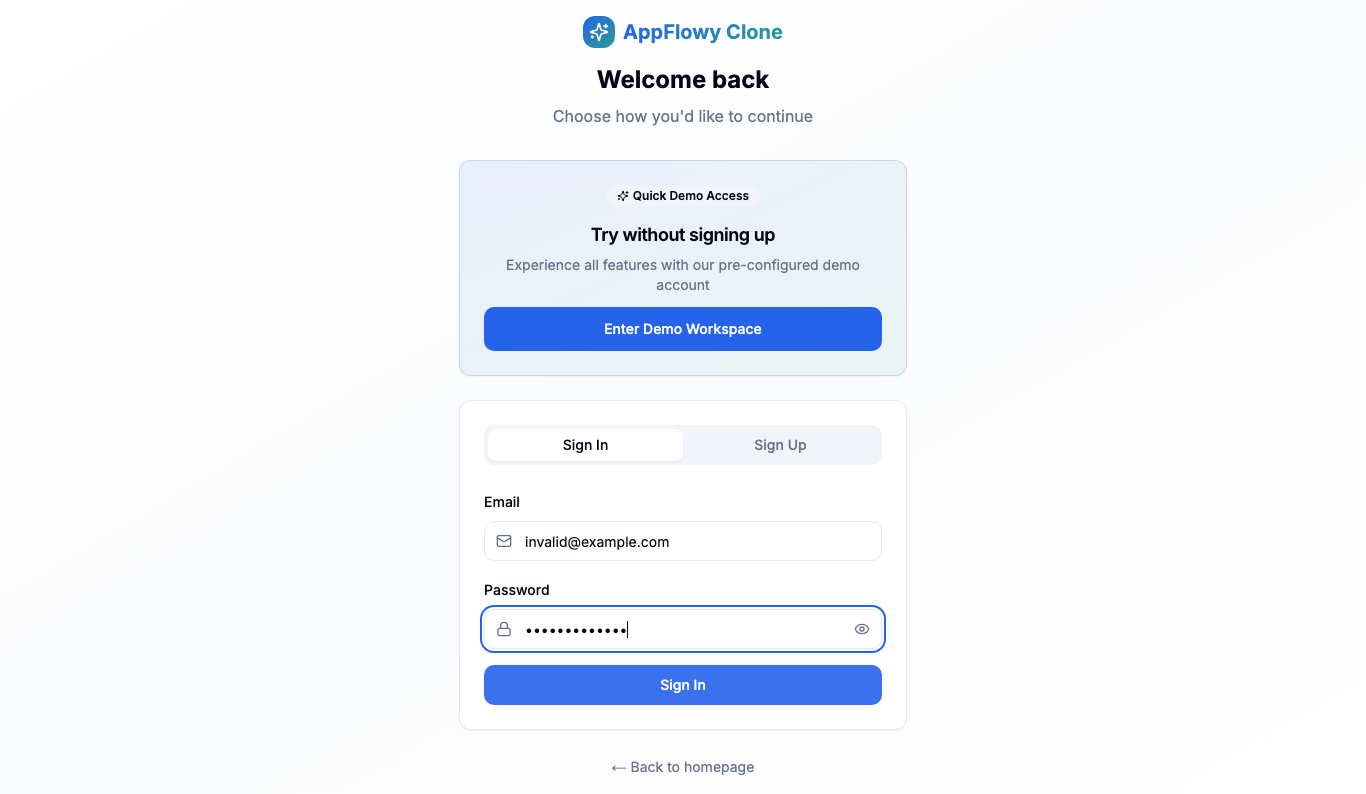 AppFlowy Clone
Welcome back
Choose how you'd like to continue
Quick Demo Access
Try without signing up
Experience all features with our pre-configured demo
account
Enter Demo Workspace
Sign In
Sign Up
Email
invalid@example.com
Password
•••••••••••••
Sign In
← Back to homepage